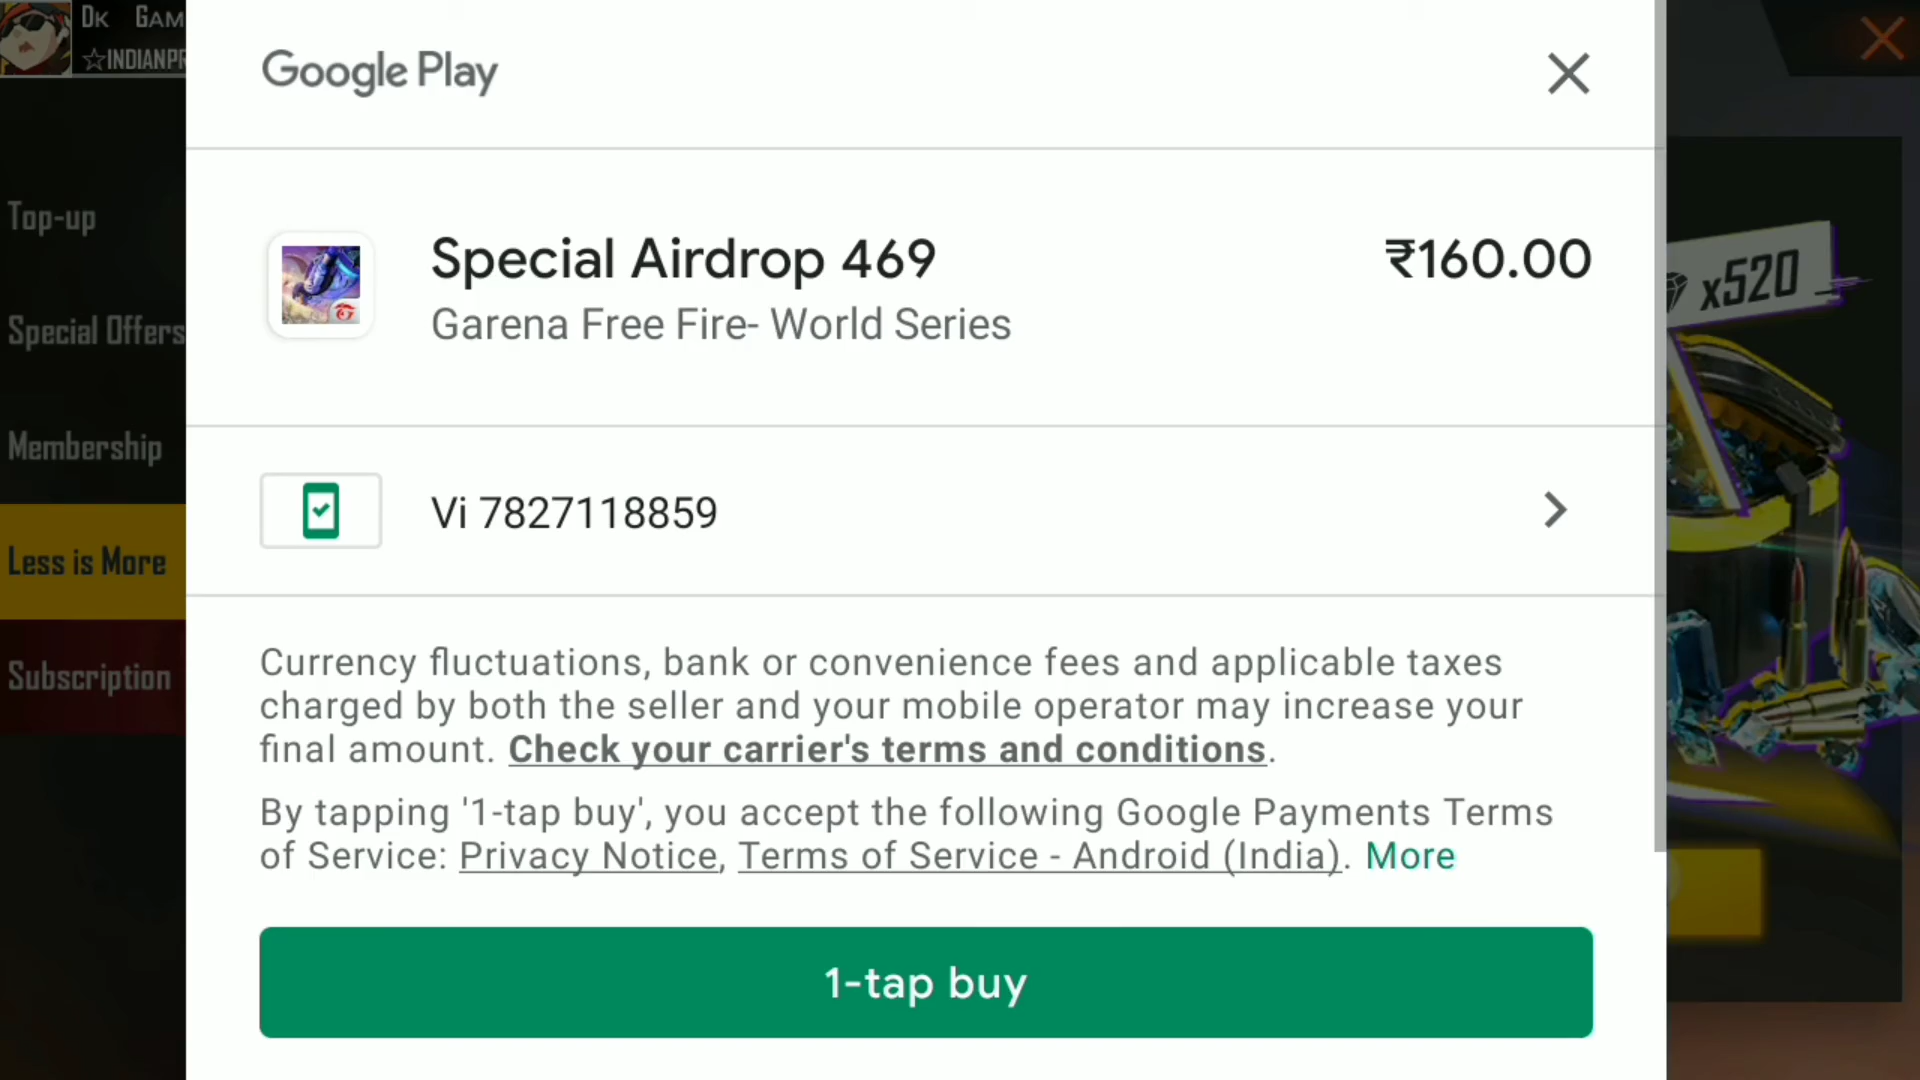 DK GAM
☆INDIANPR
Google Play
Top-up
Special Offers
Membership
Less is More
Subscription
Special Airdrop 469
₹160.00
Garena Free Fire- World Series
x520
Vi 7827118859
Currency fluctuations, bank or convenience fees and applicable taxes
charged by both the seller and your mobile operator may increase your
final amount. Check your carrier's terms and conditions.
By tapping '1-tap buy', you accept the following Google Payments Terms
of Service: Privacy Notice, Terms of Service - Android (India). More
1-tap buy